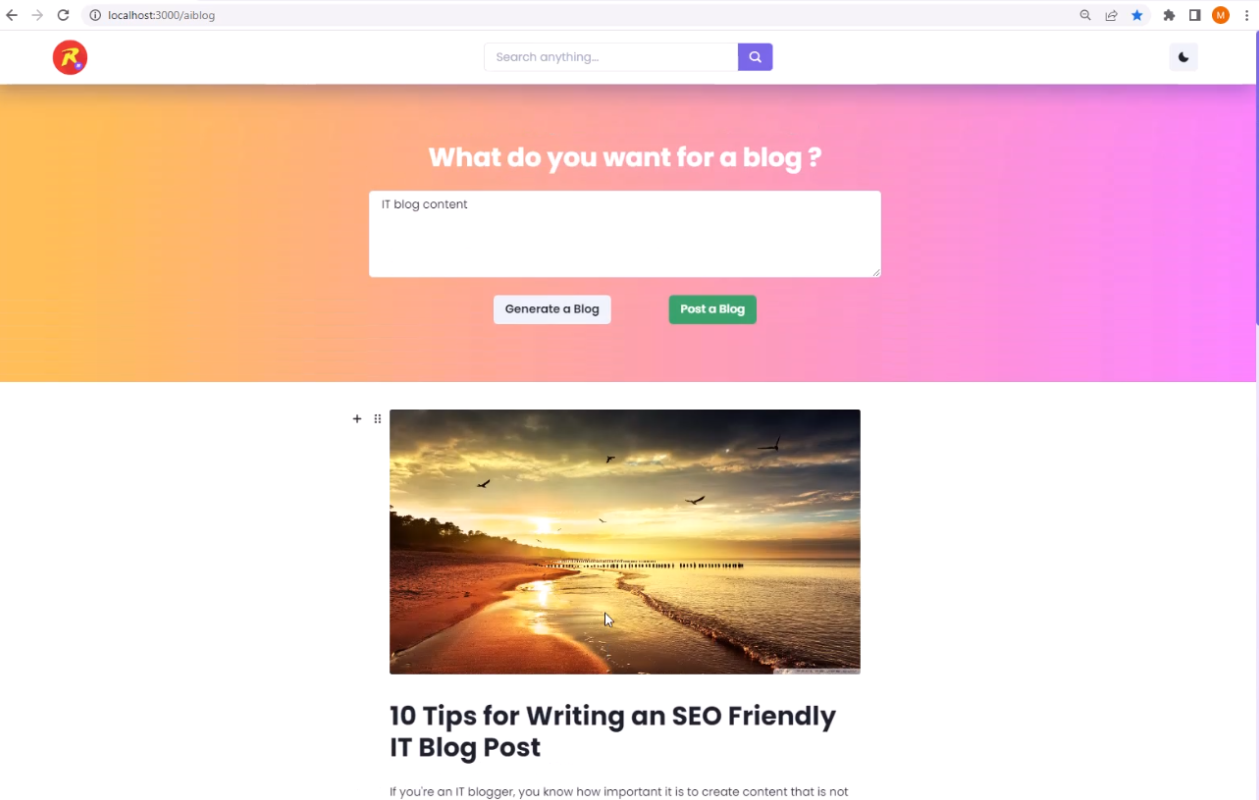 localhost:3000/aiblog
M
R
Search anything...
What do you want for a blog ?
IT blog content
Generate a Blog
Post a Blog
10 Tips for Writing an SEO Friendly
IT Blog Post
If you're an IT blogger, you know how important it is to create content that is not